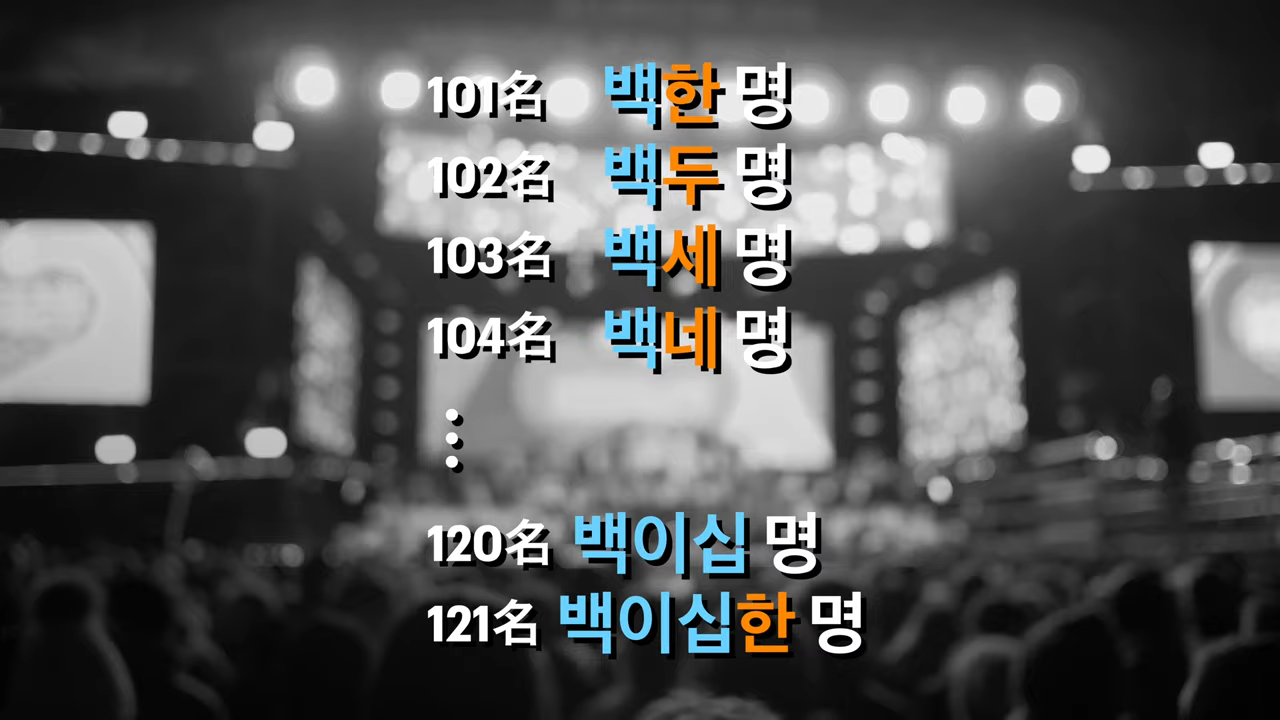 101名 백한 명
102名 백두 명
103名 백세 명
104名 백네 명
⋮
120名 백이십 명
121名 백이십한 명